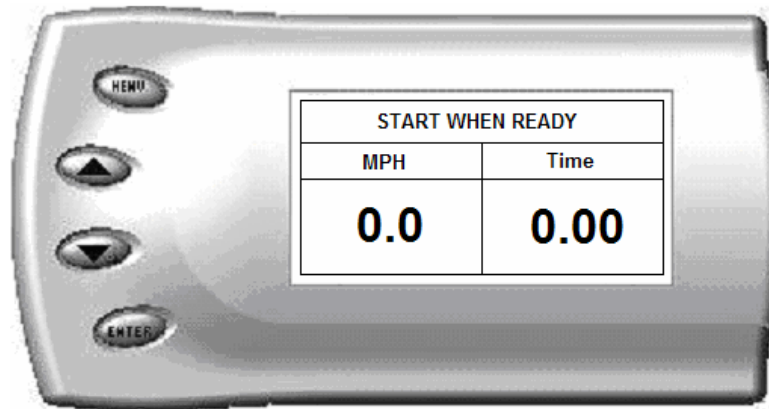 MENU
START WHEN READY
MPH Time
0.0 0.00
ENTER